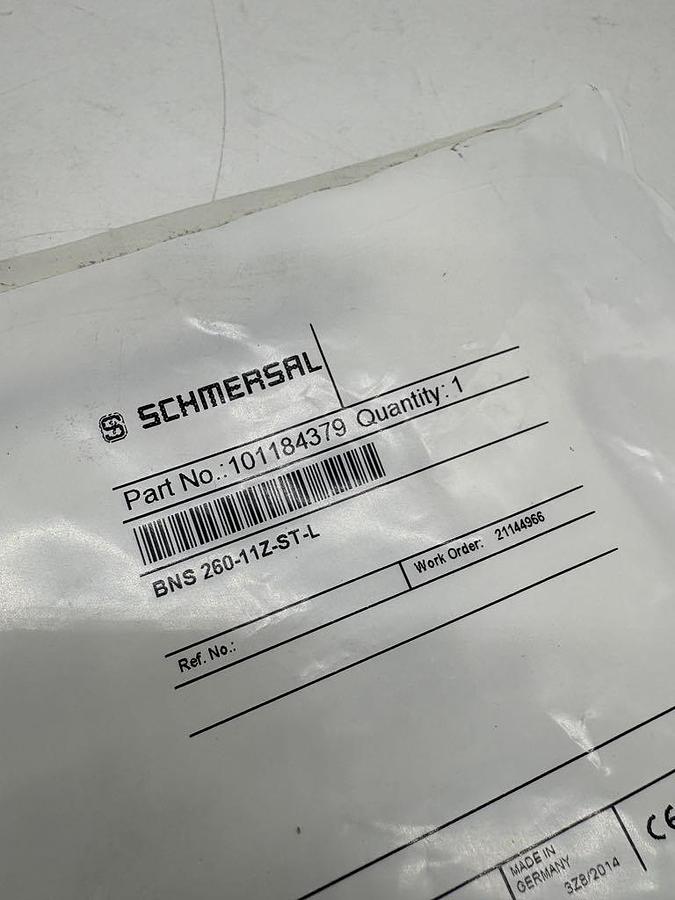 SCHMERSAL
Part No.:101184379 Quantity:1
BNS 260-11Z-ST-L
Work Order: 21144966
Ref. No.:
CE
MADE IN
GERMANY
3Z8/2014